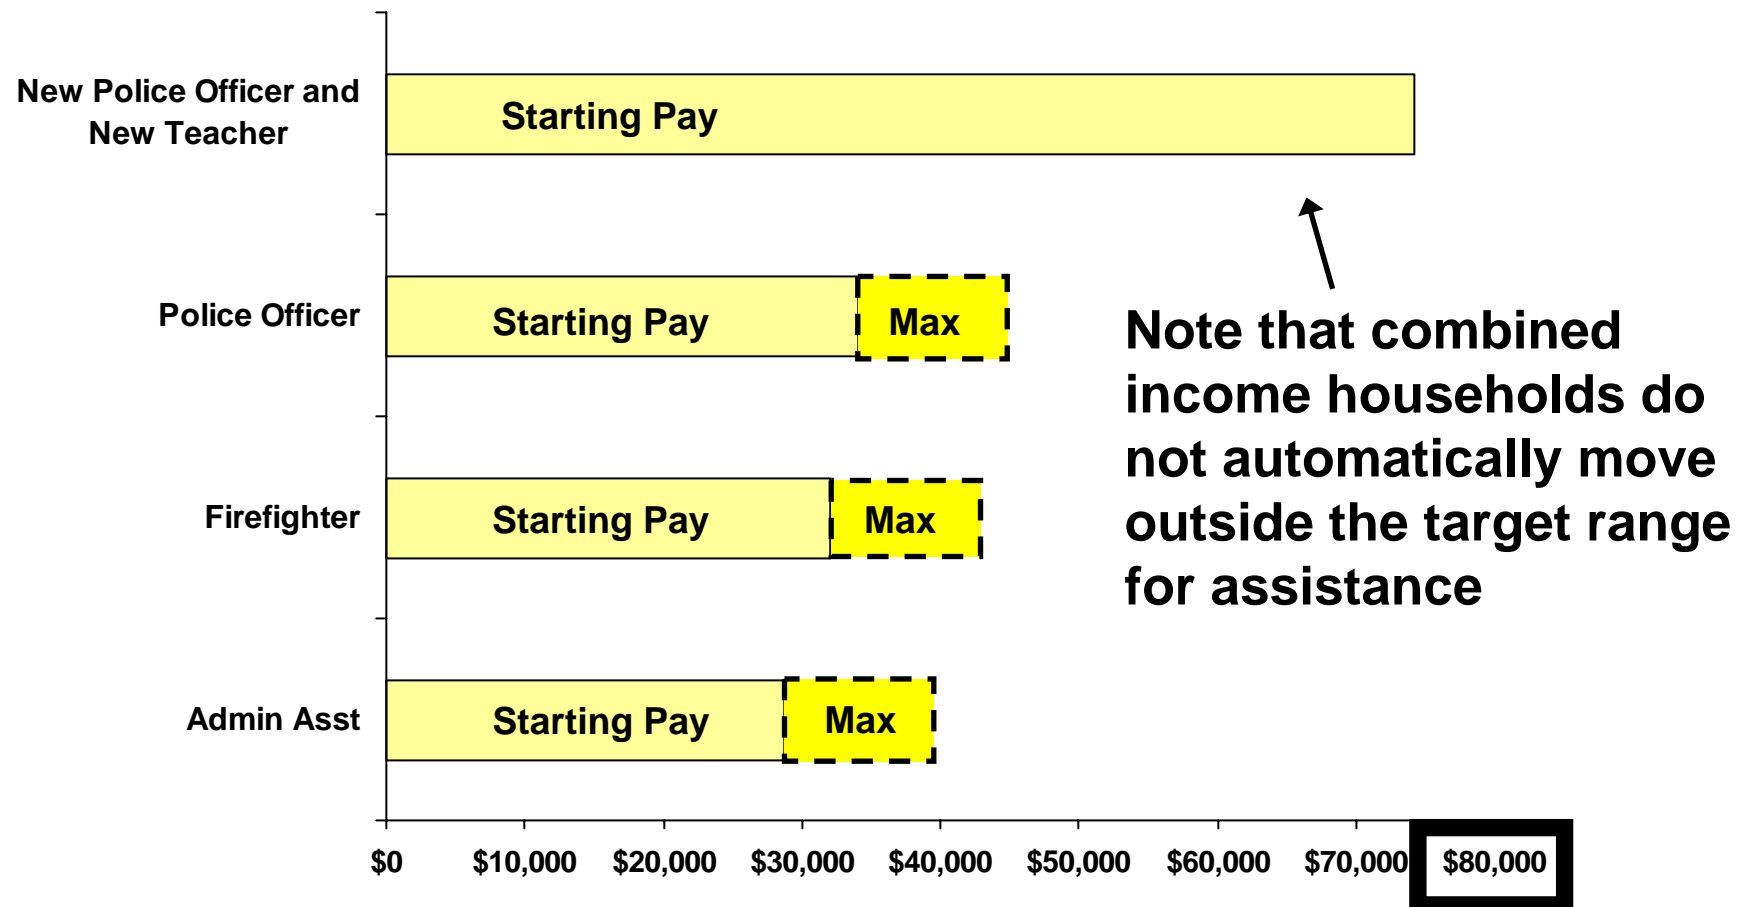 New Police Officer and
New Teacher
Starting Pay
Police Officer
Starting Pay
Max
Note that combined
income households do
not automatically move
outside the target range
for assistance
Firefighter
Starting Pay
Max
Admin Asst
Starting Pay
Max
$0
$10,000
$20,000
$30,000
$40,000
$50,000
$60,000
$70,000
$80,000